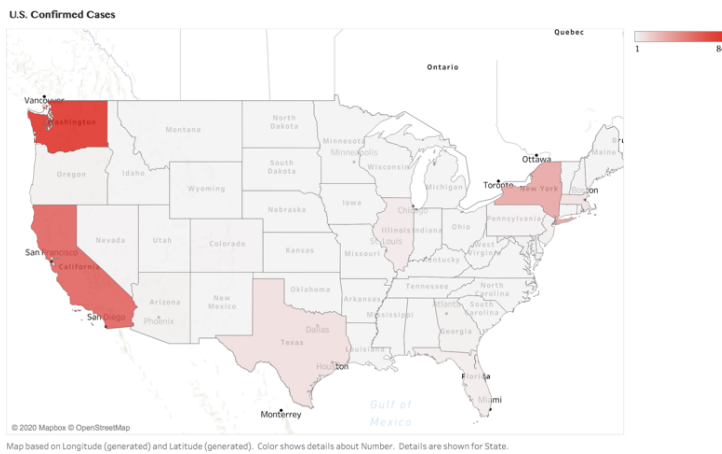 U.S. Confirmed Cases
Quebec
Ontario
1
Vancouver
Washington
Montana
North
Dakota
Minnesota
Minneapolis
Ottawa
Maine
Oregon
Idaho
South
Dakota
Wisconsin
Michigan
Toronto
New York
Boston
Wyoming
Chicago
Iowa
Nebraska
Pennsylvania
Nevada
Utah
Colorado
Illinois
Indiana
Ohio
San Francisco
California
Kansas
St. Louis
Missouri
West
Virginia
Kentucky
Arizona
Phoenix
New
Mexico
Oklahoma
Arkansas
Tennessee
North
Carolina
South
Carolina
Atlanta
Georgia
Mississippi
San Diego
Dallas
Texas
Louisiana
Houston
Florida
Miami
Monterrey
Gulf of
Mexico
© 2020 Mapbox © OpenStreetMap
Map based on Longitude (generated) and Latitude (generated). Color shows details about Number. Details are shown for State.